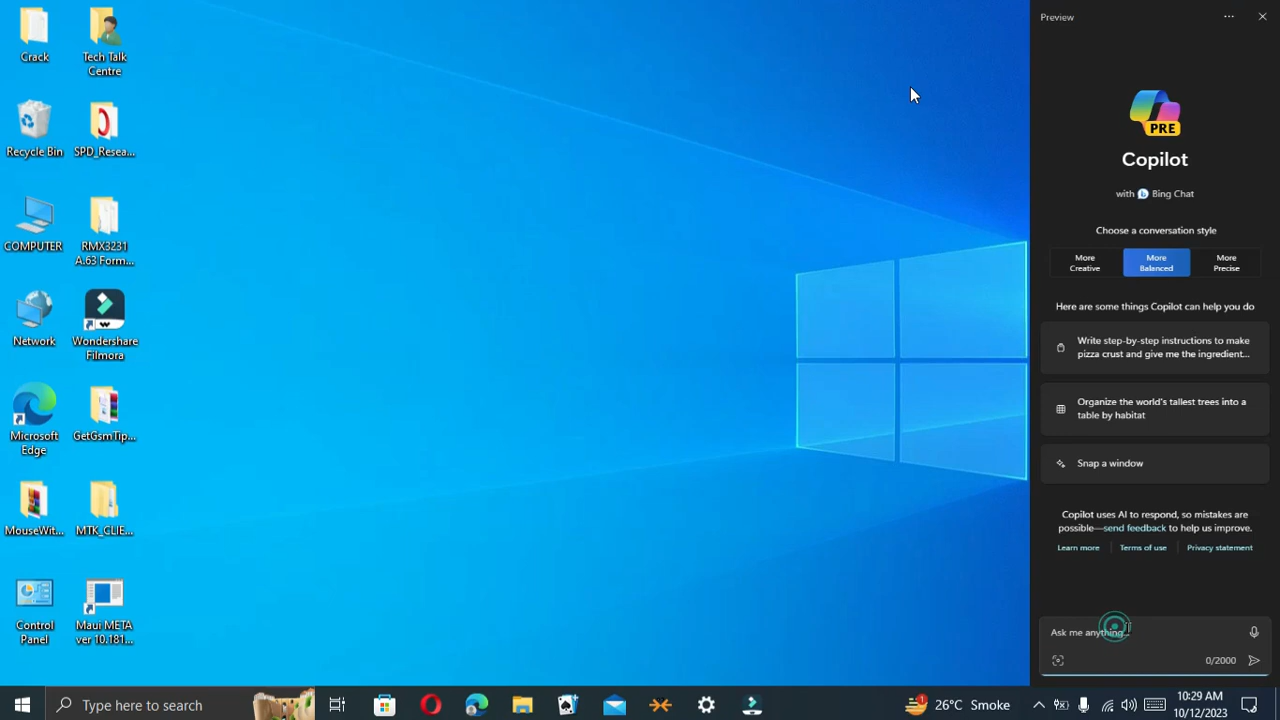 Crack
Tech Talk
Centre
Recycle Bin
SPD_Resea...
COMPUTER
RMX3231
A.63 Form...
Network
Wondershare
Filmora
Microsoft
Edge
GetGsmTip...
MouseWit...
MTK_CLIE...
Control
Panel
Maui META
ver 10.181...
Preview
PRE
Copilot
with b Bing Chat
Choose a conversation style
More
Creative
More
Balanced
More
Precise
Here are some things Copilot can help you do
Write step-by-step instructions to make
pizza crust and give me the ingredient...
Organize the world's tallest trees into a
table by habitat
Snap a window
Copilot uses AI to respond, so mistakes are
possible—send feedback to help us improve.
Learn more
Terms of use
Privacy statement
Ask me anything...
0/2000
Type here to search
1
26°C Smoke
10:29 AM
10/12/2023